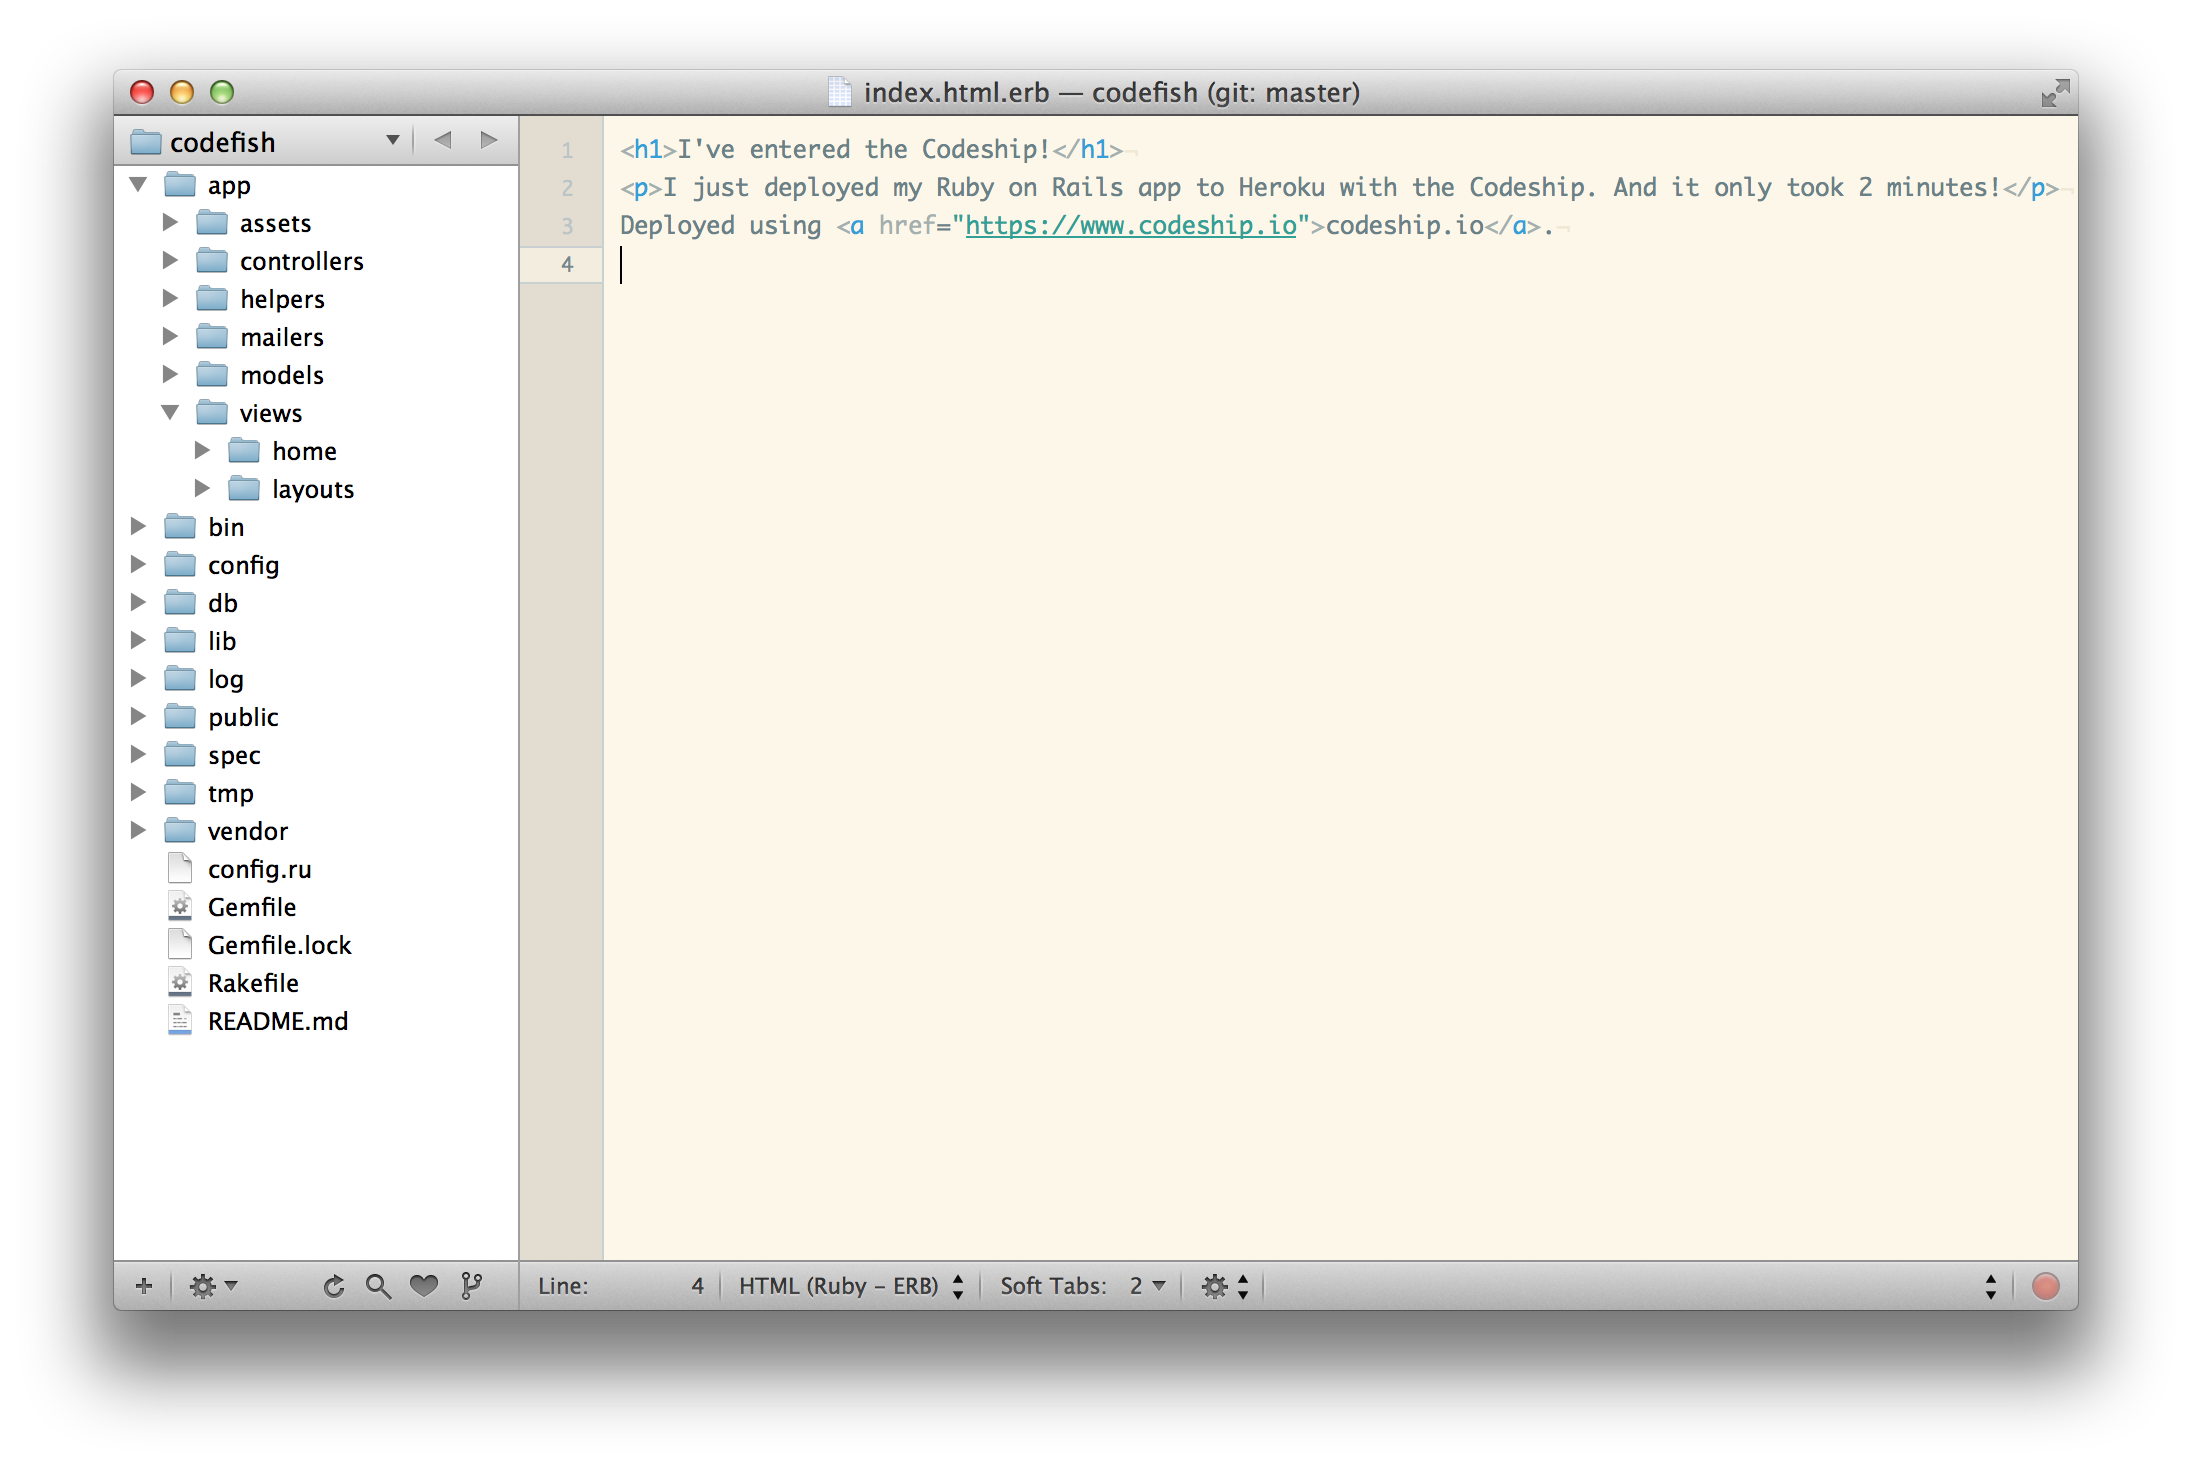 index.html.erb — codefish (git: master)
codefish
app
assets
controllers
helpers
mailers
models
views
home
layouts
bin
config
db
lib
log
public
spec
tmp
vendor
config.ru
Gemfile
Gemfile.lock
Rakefile
README.md
1 <h1>I've entered the Codeship!</h1>¬
2 <p>I just deployed my Ruby on Rails app to Heroku with the Codeship. And it only took 2 minutes!</p>¬
3 Deployed using <a href="https://www.codeship.io">codeship.io</a>.¬
4
Line: 4 HTML (Ruby – ERB) Soft Tabs: 2